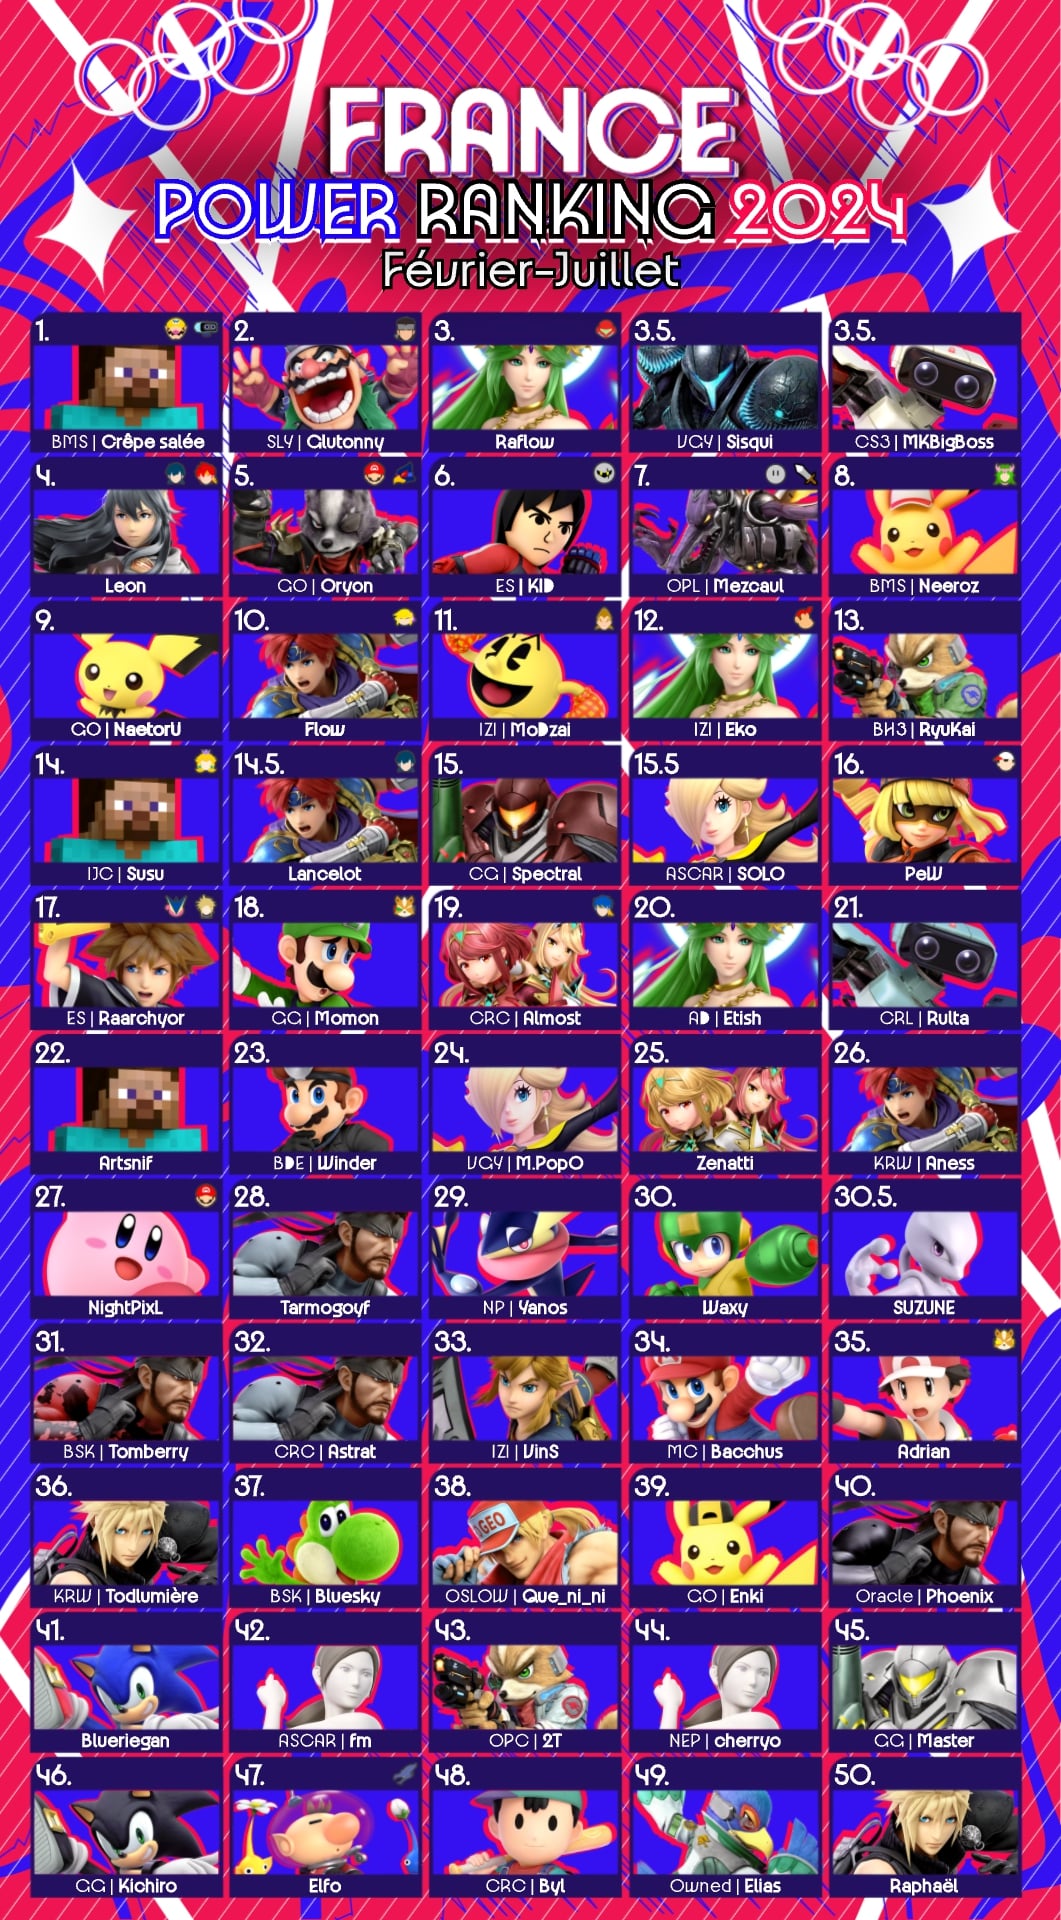 FRANCE
POWER RANKING 2024
Février-Juillet
1. 2. 3. 3.5. 3.5.
BMS | Crêpe salée SLY | Glutonny Raflow VGY | Sisqui CS3 | MKBigBoss
4. 5. 6. 7. 8.
Leon GO | Oryon ES | KID OPL | Mezcaul BMS | Neeroz
9. 10. 11. 12. 13.
GO | NaetorU Flow IZI | MoDzai IZI | Eko BH3 | RyuKai
14. 14.5. 15. 15.5 16.
IJC | Susu Lancelot CG | Spectral ASCAR | SOLO PeW
17. 18. 19. 20. 21.
ES | Raarchyor GG | Momon CRC | Almost AD | Etish CRL | Rulta
22. 23. 24. 25. 26.
Artsnif BDE | Winder VGY | M.PopO Zenatti KRW | Aness
27. 28. 29. 30. 30.5.
NightPixL Tarmogoyf NP | Yanos Waxy SUZUNE
31. 32. 33. 34. 35.
BSK | Tomberry CRC | Astrat IZI | VinS MC | Bacchus Adrian
36. 37. 38. 39. 40.
GEO
KRW | Todlumière BSK | Bluesky OSLOW | Que_ni_ni GO | Enki Oracle | Phoenix
41. 42. 43. 44. 45.
Blueriegan ASCAR | fm OPC | 2T NEP | cherryo GG | Master
46. 47. 48. 49. 50.
GG | Kichiro Elfo CRC | Byl Owned | Elias Raphaël